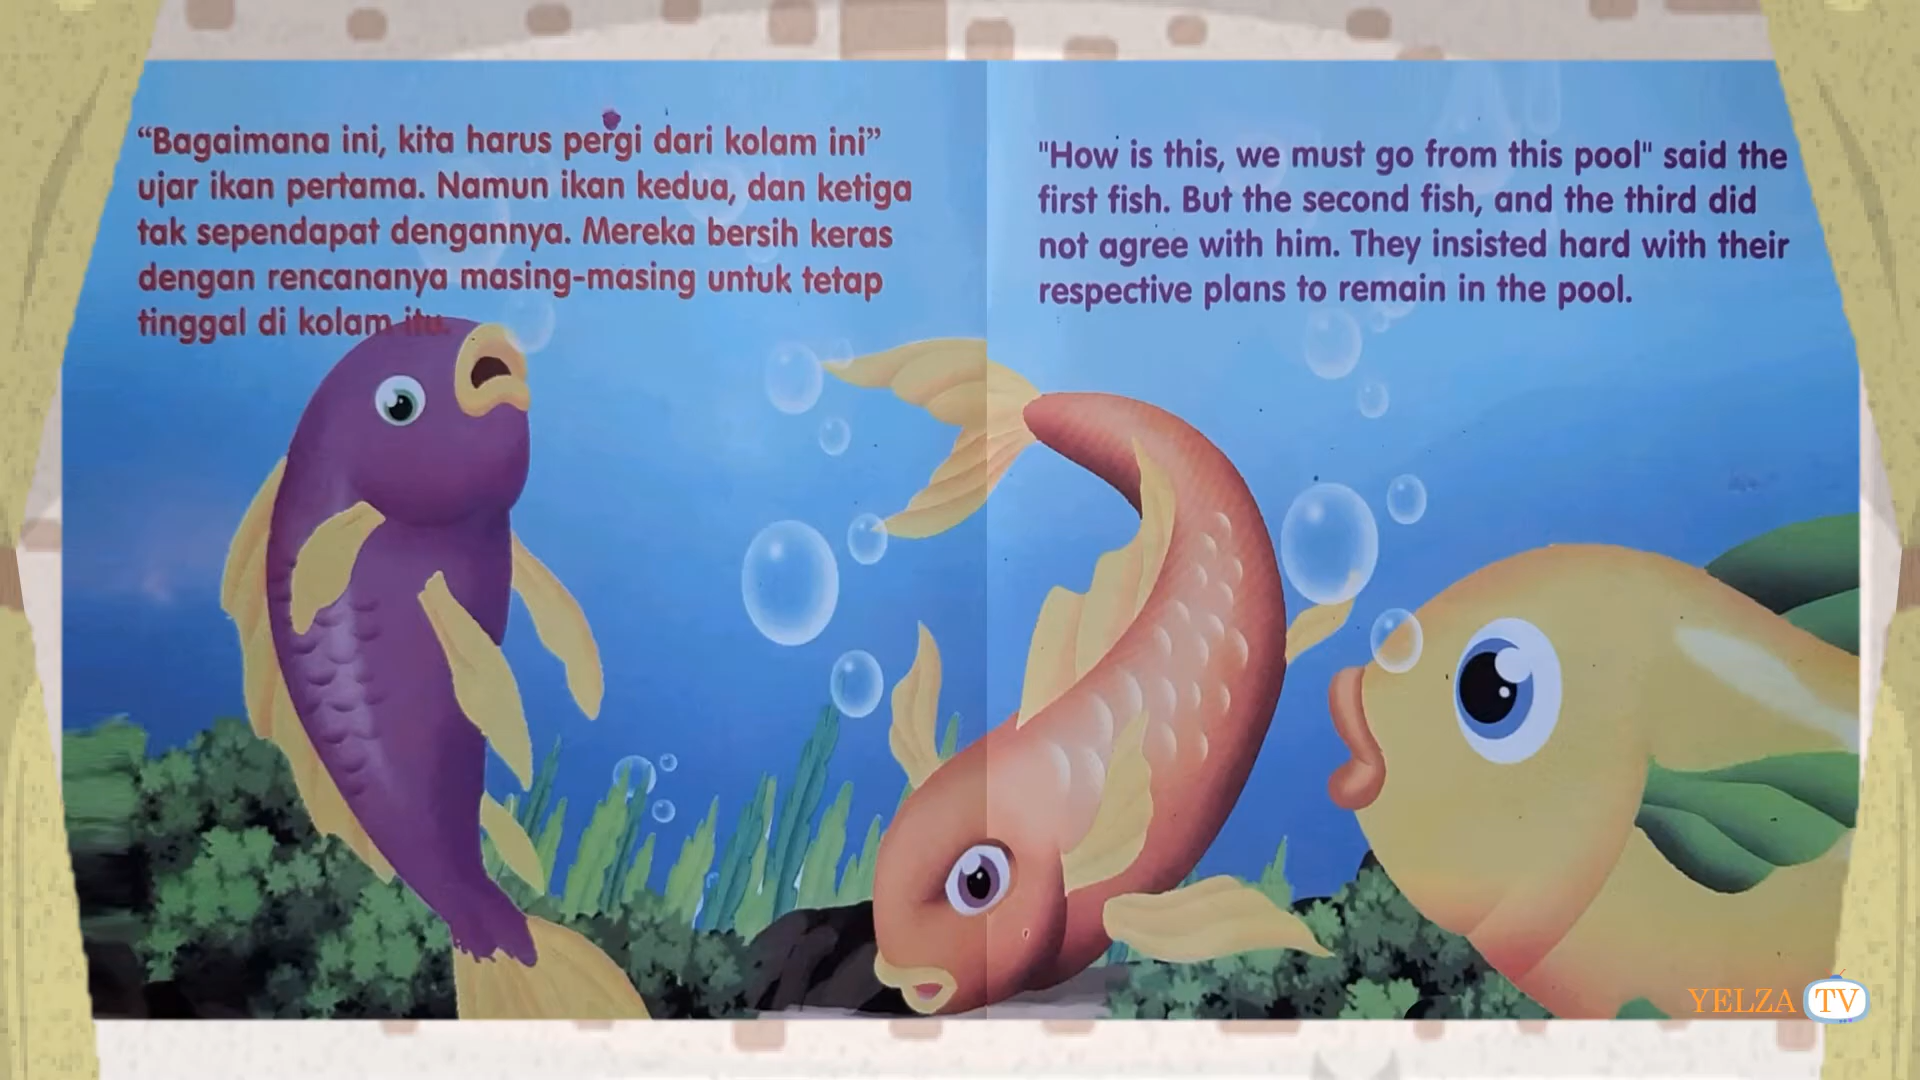 “Bagaimana ini, kita harus pergi dari kolam ini”
ujar ikan pertama. Namun ikan kedua, dan ketiga
tak sependapat dengannya. Mereka bersih keras
dengan rencananya masing-masing untuk tetap
tinggal di kolam itu.
"How is this, we must go from this pool" said the
first fish. But the second fish, and the third did
not agree with him. They insisted hard with their
respective plans to remain in the pool.
YELZA TV